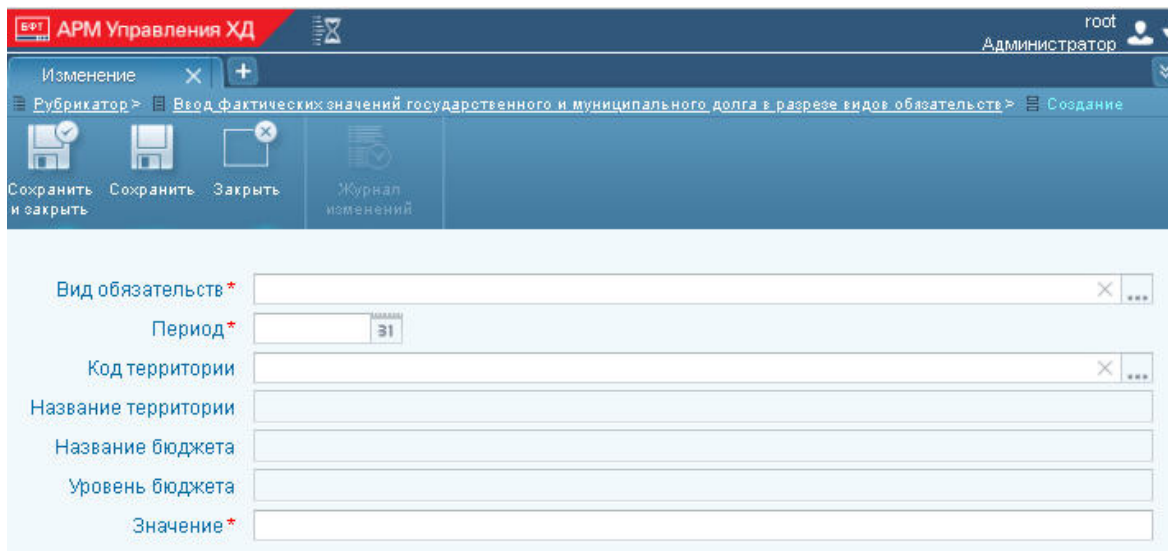 БФТ АРМ Управления ХД
root
Администратор
Изменение
Рубрикатор> Ввод фактических значений государственного и муниципального долга в разрезе видов обязательств> Создание
Сохранить и закрыть
Сохранить
Закрыть
Журнал изменений
Вид обязательств*
...
Период*
31
Код территории
...
Название территории
Название бюджета
Уровень бюджета
Значение*